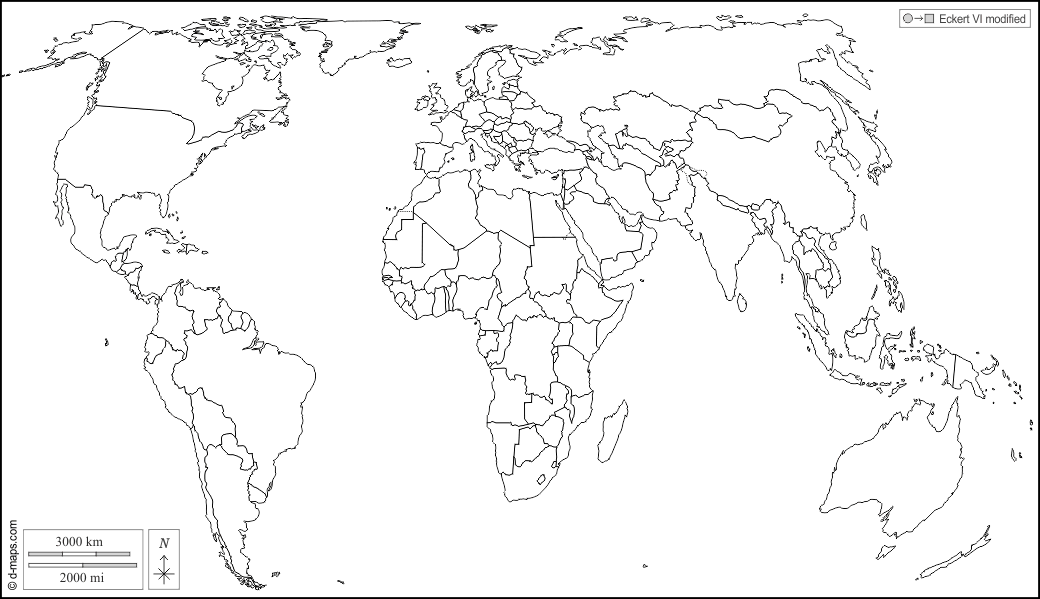 Eckert VI modified
© d-maps.com
3000 km
2000 mi
N